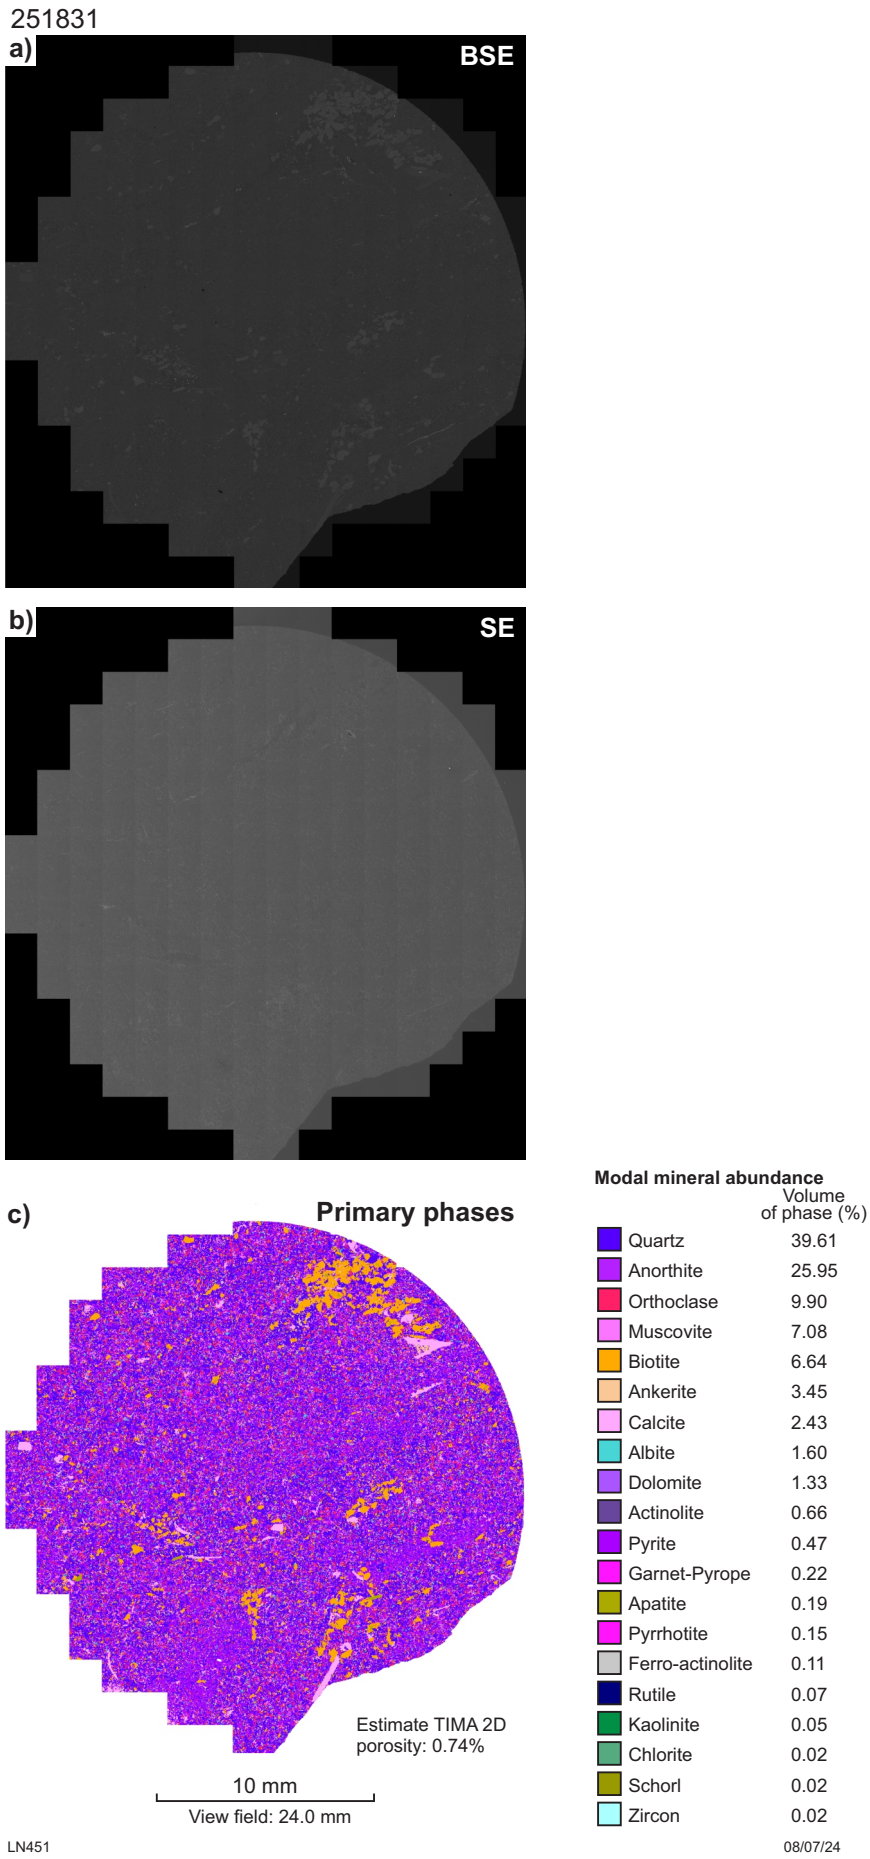 251831
a)
BSE
b)
SE
c)
Primary phases
Estimate TIMA 2D
porosity: 0.74%
10 mm
View field: 24.0 mm
Modal mineral abundance
Volume
of phase (%)
Quartz 39.61
Anorthite 25.95
Orthoclase 9.90
Muscovite 7.08
Biotite 6.64
Ankerite 3.45
Calcite 2.43
Albite 1.60
Dolomite 1.33
Actinolite 0.66
Pyrite 0.47
Garnet-Pyrope 0.22
Apatite 0.19
Pyrrhotite 0.15
Ferro-actinolite 0.11
Rutile 0.07
Kaolinite 0.05
Chlorite 0.02
Schorl 0.02
Zircon 0.02
LN451
08/07/24